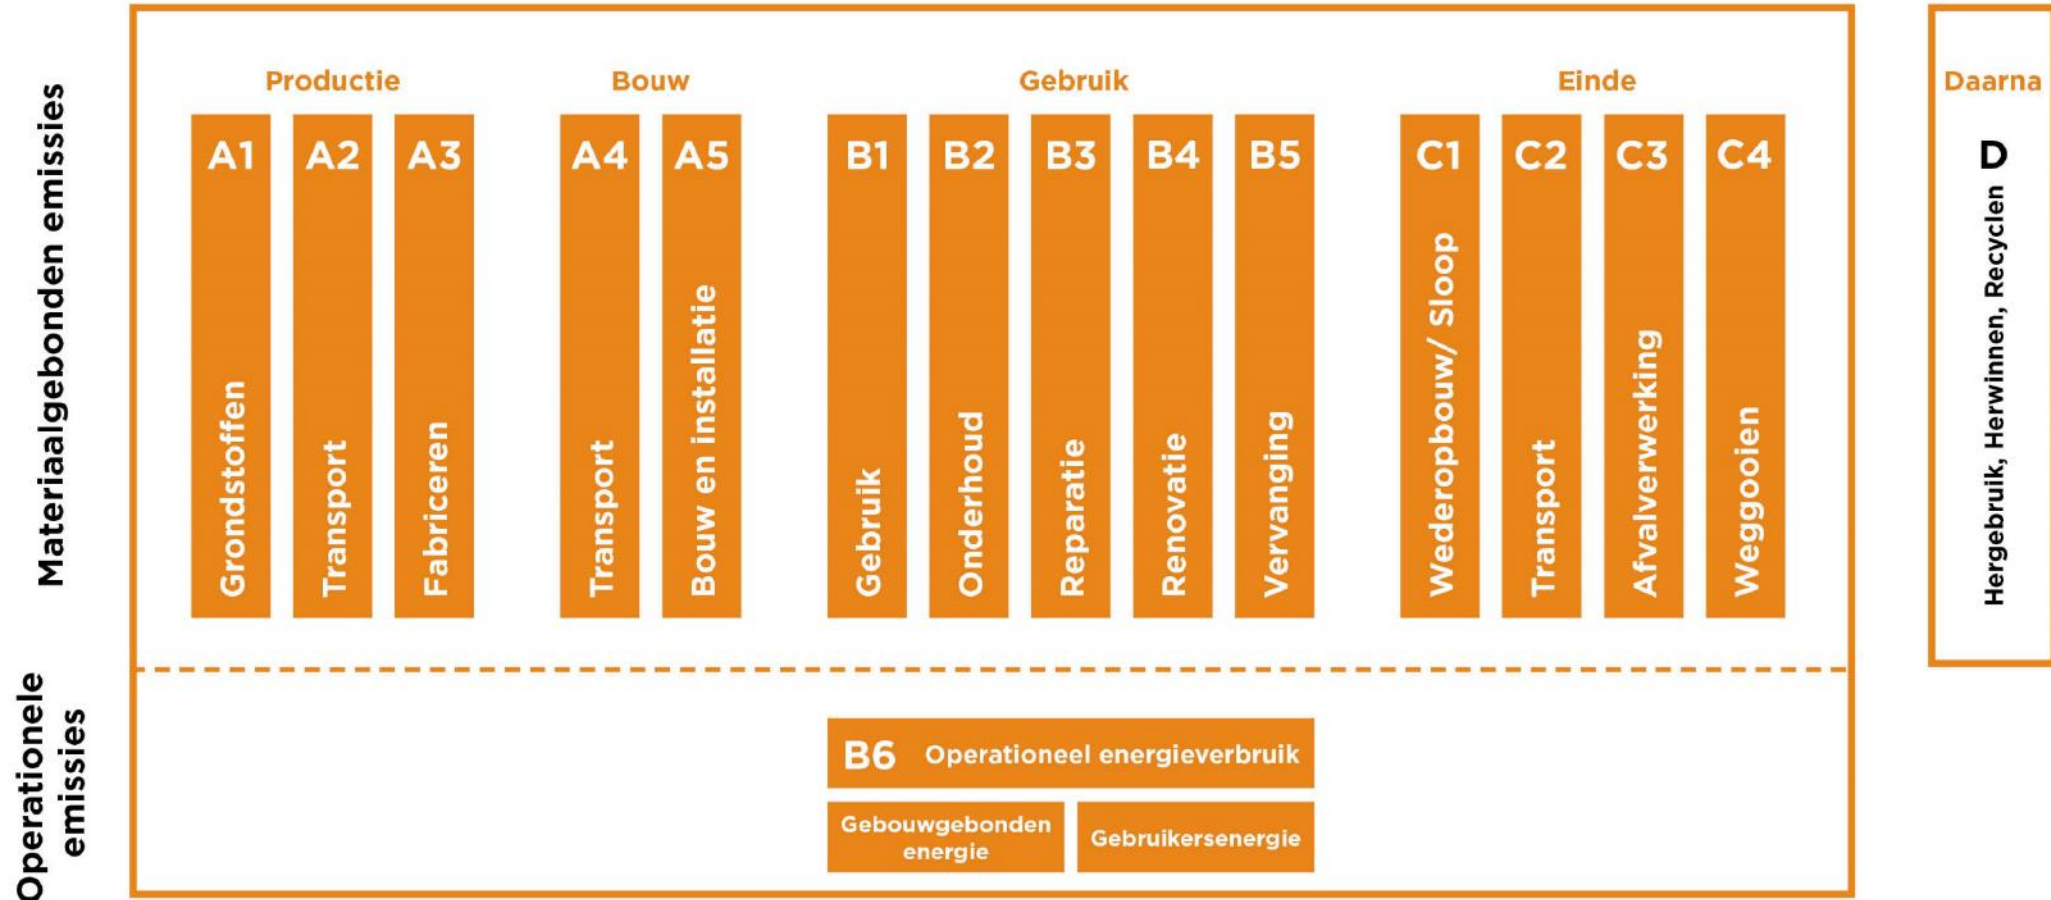 Materiaalgebonden emissies
Productie
A1
Grondstoffen
A2
Transport
A3
Fabriceren
Bouw
A4
Transport
A5
Bouw en installatie
Gebruik
B1
Gebruik
B2
Onderhoud
B3
Reparatie
B4
Renovatie
B5
Vervanging
Einde
C1
Wederopbouw/ Sloop
C2
Transport
C3
Afvalverwerking
C4
Weggooien
Daarna
D
Hergebruik, Herwinnen, Recyclen
Operationele
emissies
B6 Operationeel energieverbruik
Gebouwgebonden
energie
Gebruikersenergie